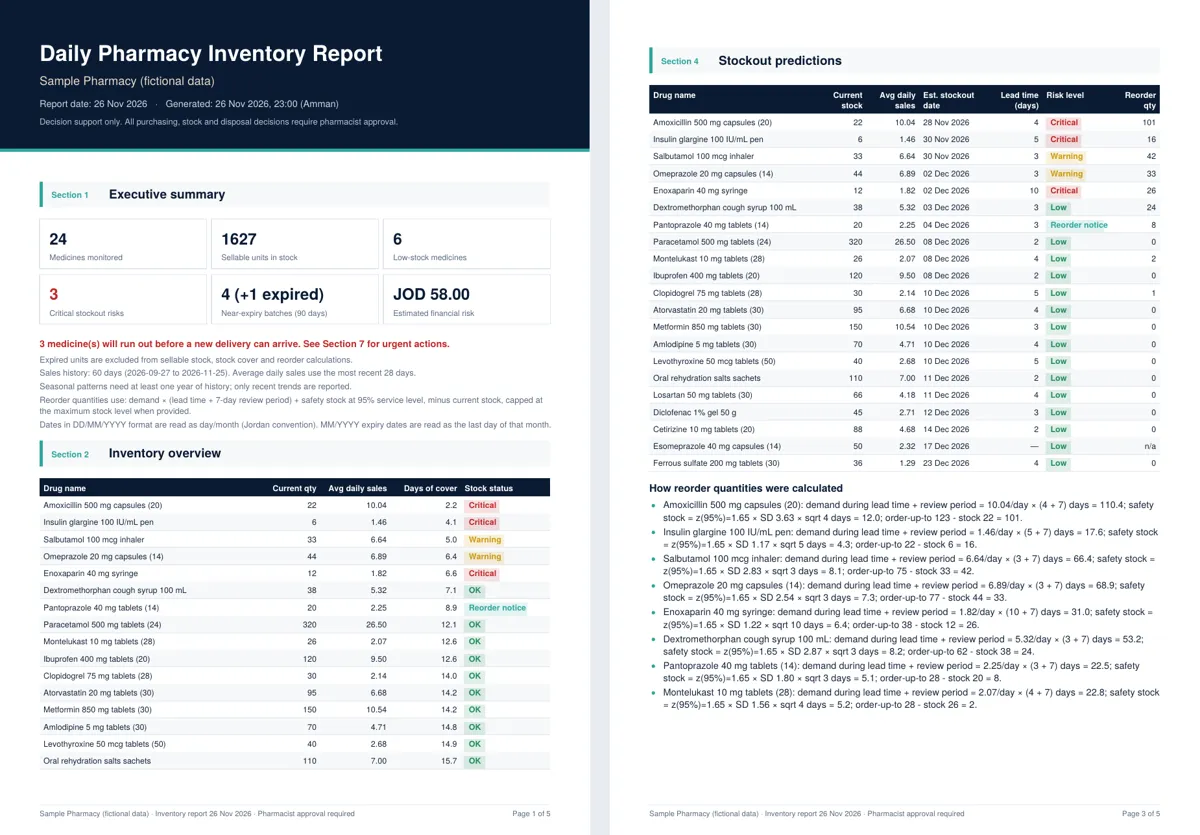 Daily Pharmacy Inventory Report
Sample Pharmacy (fictional data)
Report date: 26 Nov 2026 · Generated: 26 Nov 2026, 23:00 (Amman)
Decision support only. All purchasing, stock and disposal decisions require pharmacist approval.
Section 1 Executive summary
24
Medicines monitored
1627
Sellable units in stock
6
Low-stock medicines
3
Critical stockout risks
4 (+1 expired)
Near-expiry batches (90 days)
JOD 58.00
Estimated financial risk
3 medicine(s) will run out before a new delivery can arrive. See Section 7 for urgent actions.
Expired units are excluded from sellable stock, stock cover and reorder calculations.
Sales history: 60 days (2026-09-27 to 2026-11-25). Average daily sales use the most recent 28 days.
Seasonal patterns need at least one year of history; only recent trends are reported.
Reorder quantities use: demand × (lead time + 7-day review period) + safety stock at 95% service level, minus current stock, capped at
the maximum stock level when provided.
Dates in DD/MM/YYYY format are read as day/month (Jordan convention). MM/YYYY expiry dates are read as the last day of that month.
Section 2 Inventory overview
Drug name Current qty Avg daily sales Days of cover Stock status
Amoxicillin 500 mg capsules (20) 22 10.04 2.2 Critical
Insulin glargine 100 IU/mL pen 6 1.46 4.1 Critical
Salbutamol 100 mcg inhaler 33 6.64 5.0 Warning
Omeprazole 20 mg capsules (14) 44 6.89 6.4 Warning
Enoxaparin 40 mg syringe 12 1.82 6.6 Critical
Dextromethorphan cough syrup 100 mL 38 5.32 7.1 OK
Pantoprazole 40 mg tablets (14) 20 2.25 8.9 Reorder notice
Paracetamol 500 mg tablets (24) 320 26.50 12.1 OK
Montelukast 10 mg tablets (28) 26 2.07 12.6 OK
Ibuprofen 400 mg tablets (20) 120 9.50 12.6 OK
Clopidogrel 75 mg tablets (28) 30 2.14 14.0 OK
Atorvastatin 20 mg tablets (30) 95 6.68 14.2 OK
Metformin 850 mg tablets (30) 150 10.54 14.2 OK
Amlodipine 5 mg tablets (30) 70 4.71 14.8 OK
Levothyroxine 50 mcg tablets (50) 40 2.68 14.9 OK
Oral rehydration salts sachets 110 7.00 15.7 OK
Sample Pharmacy (fictional data) · Inventory report 26 Nov 2026 · Pharmacist approval required Page 1 of 5
Section 4 Stockout predictions
Drug name Current stock Avg daily sales Est. stockout date Lead time (days) Risk level Reorder qty
Amoxicillin 500 mg capsules (20) 22 10.04 28 Nov 2026 4 Critical 101
Insulin glargine 100 IU/mL pen 6 1.46 30 Nov 2026 5 Critical 16
Salbutamol 100 mcg inhaler 33 6.64 30 Nov 2026 3 Warning 42
Omeprazole 20 mg capsules (14) 44 6.89 02 Dec 2026 3 Warning 33
Enoxaparin 40 mg syringe 12 1.82 02 Dec 2026 10 Critical 26
Dextromethorphan cough syrup 100 mL 38 5.32 03 Dec 2026 3 Low 24
Pantoprazole 40 mg tablets (14) 20 2.25 04 Dec 2026 3 Reorder notice 8
Paracetamol 500 mg tablets (24) 320 26.50 08 Dec 2026 2 Low 0
Montelukast 10 mg tablets (28) 26 2.07 08 Dec 2026 4 Low 2
Ibuprofen 400 mg tablets (20) 120 9.50 08 Dec 2026 2 Low 0
Clopidogrel 75 mg tablets (28) 30 2.14 10 Dec 2026 5 Low 1
Atorvastatin 20 mg tablets (30) 95 6.68 10 Dec 2026 4 Low 0
Metformin 850 mg tablets (30) 150 10.54 10 Dec 2026 3 Low 0
Amlodipine 5 mg tablets (30) 70 4.71 10 Dec 2026 3 Low 0
Levothyroxine 50 mcg tablets (50) 40 2.68 10 Dec 2026 5 Low 0
Oral rehydration salts sachets 110 7.00 11 Dec 2026 2 Low 0
Losartan 50 mg tablets (30) 66 4.18 11 Dec 2026 4 Low 0
Diclofenac 1% gel 50 g 45 2.71 12 Dec 2026 3 Low 0
Cetirizine 10 mg tablets (20) 88 4.68 14 Dec 2026 2 Low 0
Esomeprazole 40 mg capsules (14) 50 2.32 17 Dec 2026 — Low n/a
Ferrous sulfate 200 mg tablets (30) 36 1.29 23 Dec 2026 4 Low 0
How reorder quantities were calculated
• Amoxicillin 500 mg capsules (20): demand during lead time + review period = 10.04/day × (4 + 7) days = 110.4; safety
stock = z(95%)=1.65 × SD 3.63 × sqrt 4 days = 12.0; order-up-to 123 - stock 22 = 101.
• Insulin glargine 100 IU/mL pen: demand during lead time + review period = 1.46/day × (5 + 7) days = 17.6; safety stock
= z(95%)=1.65 × SD 1.17 × sqrt 5 days = 4.3; order-up-to 22 - stock 6 = 16.
• Salbutamol 100 mcg inhaler: demand during lead time + review period = 6.64/day × (3 + 7) days = 66.4; safety stock =
z(95%)=1.65 × SD 2.83 × sqrt 3 days = 8.1; order-up-to 75 - stock 33 = 42.
• Omeprazole 20 mg capsules (14): demand during lead time + review period = 6.89/day × (3 + 7) days = 68.9; safety
stock = z(95%)=1.65 × SD 2.54 × sqrt 3 days = 7.3; order-up-to 77 - stock 44 = 33.
• Enoxaparin 40 mg syringe: demand during lead time + review period = 1.82/day × (10 + 7) days = 31.0; safety stock =
z(95%)=1.65 × SD 1.22 × sqrt 10 days = 6.4; order-up-to 38 - stock 12 = 26.
• Dextromethorphan cough syrup 100 mL: demand during lead time + review period = 5.32/day × (3 + 7) days = 53.2;
safety stock = z(95%)=1.65 × SD 2.87 × sqrt 3 days = 8.2; order-up-to 62 - stock 38 = 24.
• Pantoprazole 40 mg tablets (14): demand during lead time + review period = 2.25/day × (3 + 7) days = 22.5; safety
stock = z(95%)=1.65 × SD 1.80 × sqrt 3 days = 5.1; order-up-to 28 - stock 20 = 8.
• Montelukast 10 mg tablets (28): demand during lead time + review period = 2.07/day × (4 + 7) days = 22.8; safety stock
= z(95%)=1.65 × SD 1.56 × sqrt 4 days = 5.2; order-up-to 28 - stock 26 = 2.
Sample Pharmacy (fictional data) · Inventory report 26 Nov 2026 · Pharmacist approval required Page 3 of 5